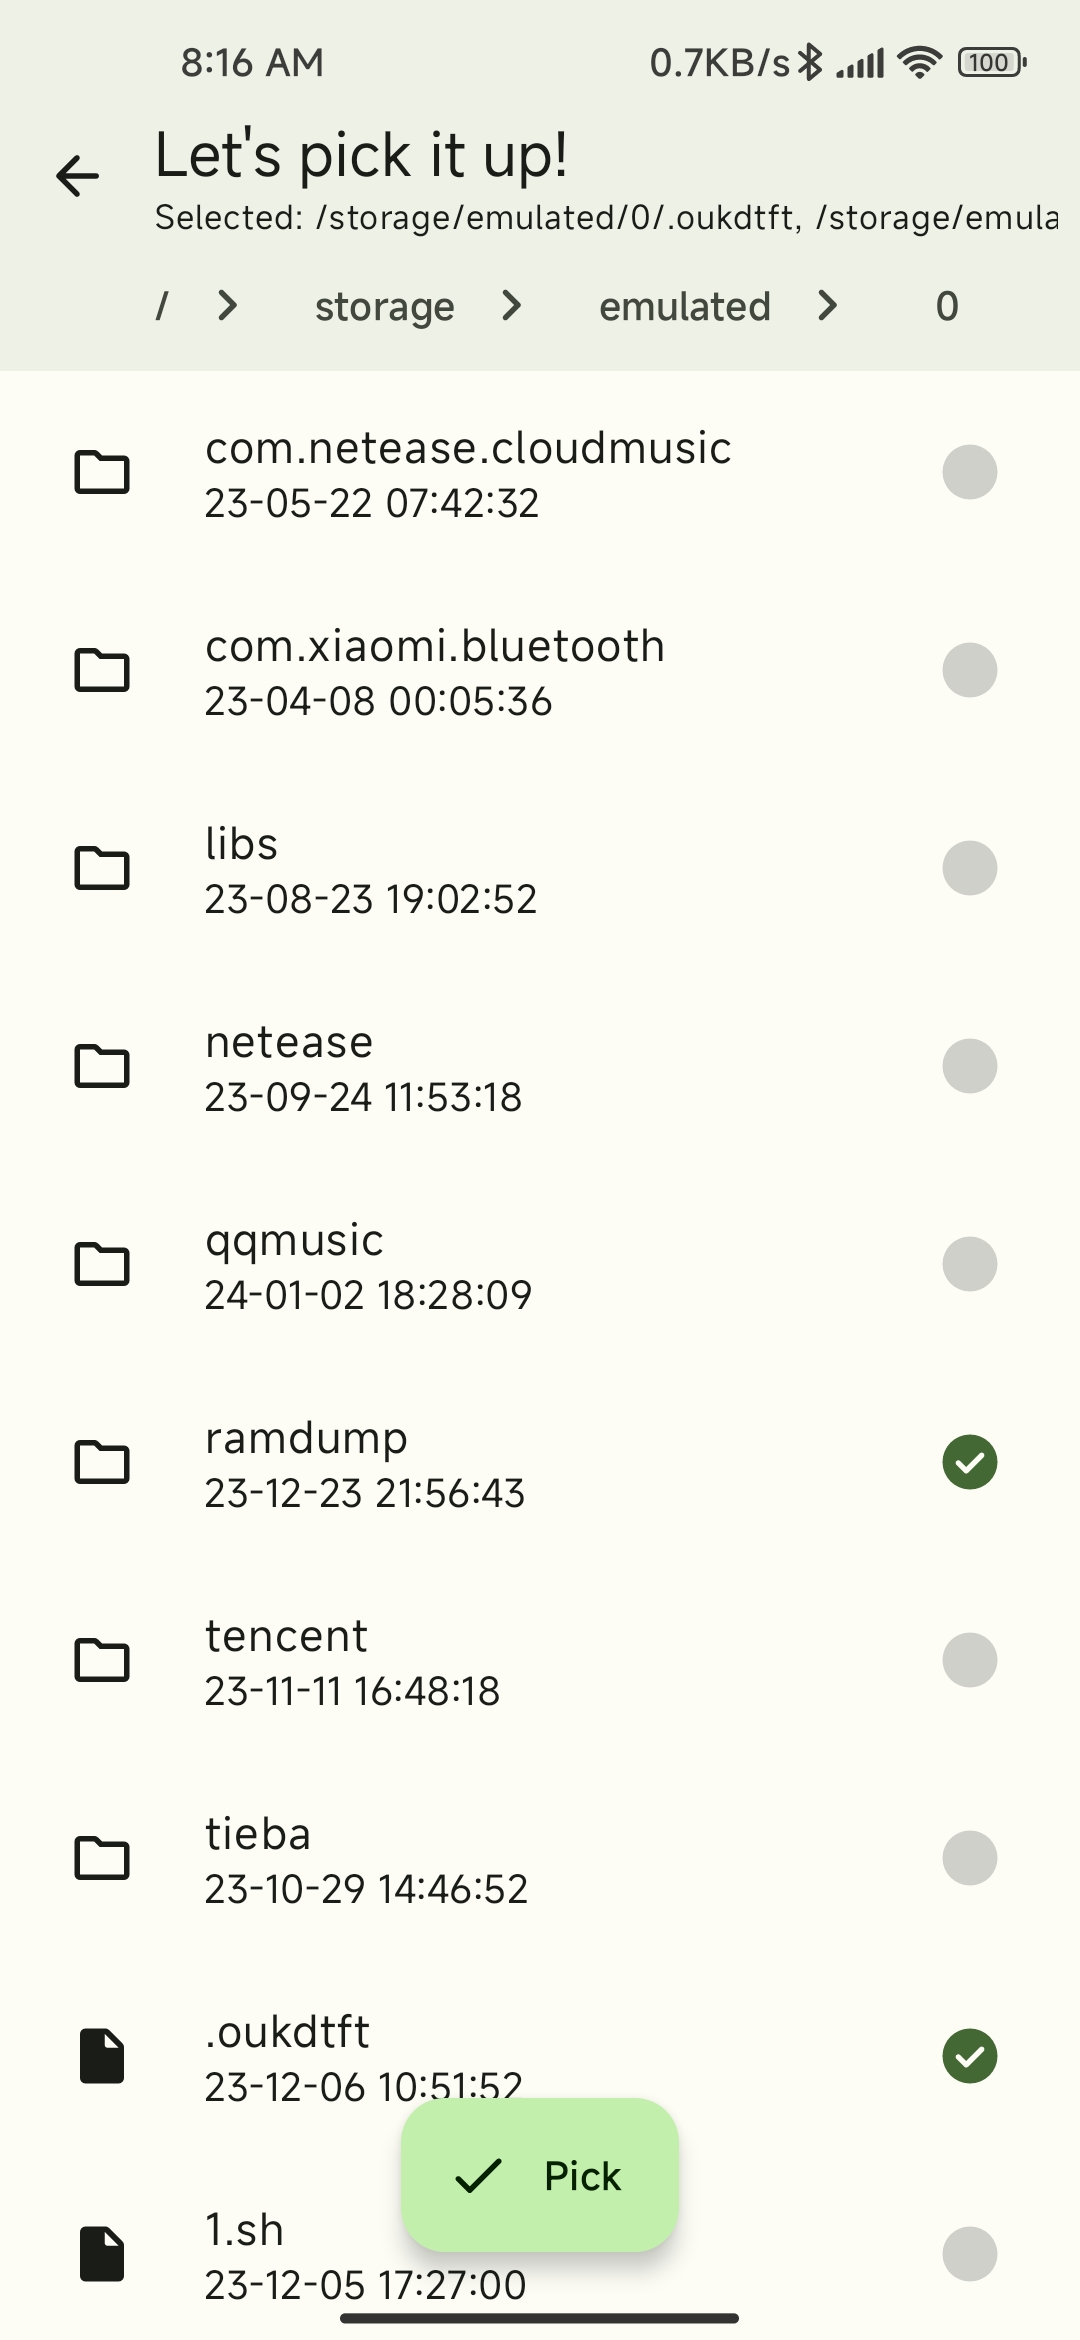 8:16 AM 0.7KB/s 100
Let's pick it up!
Selected: /storage/emulated/0/.oukdtft, /storage/emula
/ storage emulated 0
com.netease.cloudmusic
23-05-22 07:42:32
com.xiaomi.bluetooth
23-04-08 00:05:36
libs
23-08-23 19:02:52
netease
23-09-24 11:53:18
qqmusic
24-01-02 18:28:09
ramdump
23-12-23 21:56:43
tencent
23-11-11 16:48:18
tieba
23-10-29 14:46:52
.oukdtft
23-12-06 10:51:52
Pick
1.sh
23-12-05 17:27:00